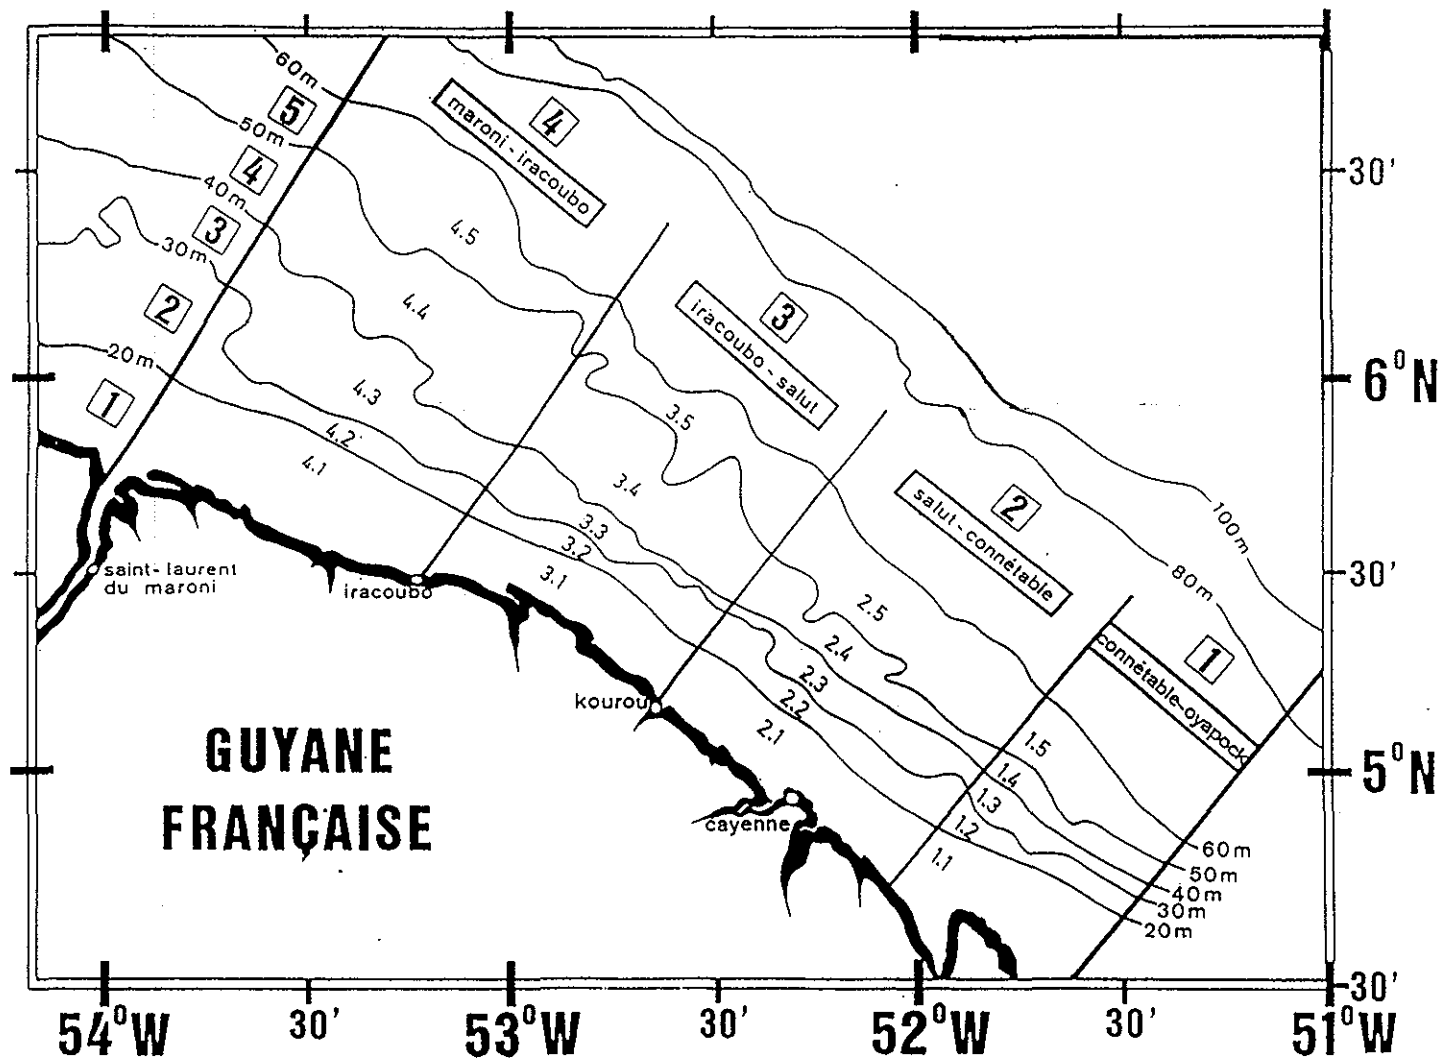 60m
5
50m
4
40m
3
30m
2
20m
1
4
maroni - iracoubo
3
iracoubo - salut
2
salut - connétable
1
connétable-oyapock
100m
80m
4.5
4.4
4.3
4.2
4.1
3.5
3.4
3.3
3.2
3.1
2.5
2.4
2.3
2.2
2.1
1.5
1.4
1.3
1.2
1.1
60m
50m
40m
30m
20m
saint-laurent
du maroni
iracoubo
kourou
cayenne
GUYANE
FRANÇAISE
30'
6°N
30'
5°N
30'
54°W
30'
53°W
30'
52°W
30'
51°W